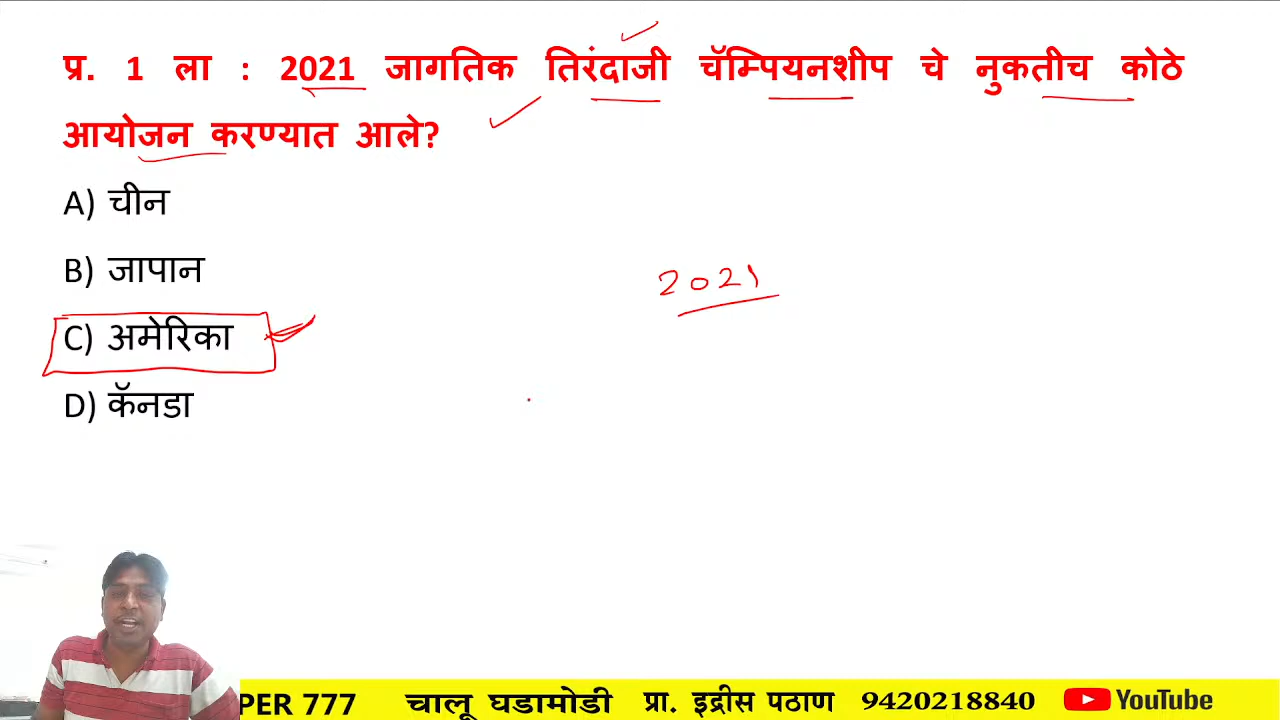 प्र. 1 ला : 2021 जागतिक तिरंदाजी चॅम्पियनशीप चे नुकतीच कोठे
आयोजन करण्यात आले?
A) चीन
B) जापान
2021
C) अमेरिका
D) कॅनडा
PER 777 चालू घडामोडी प्रा. इद्रीस पठाण 9420218840 YouTube